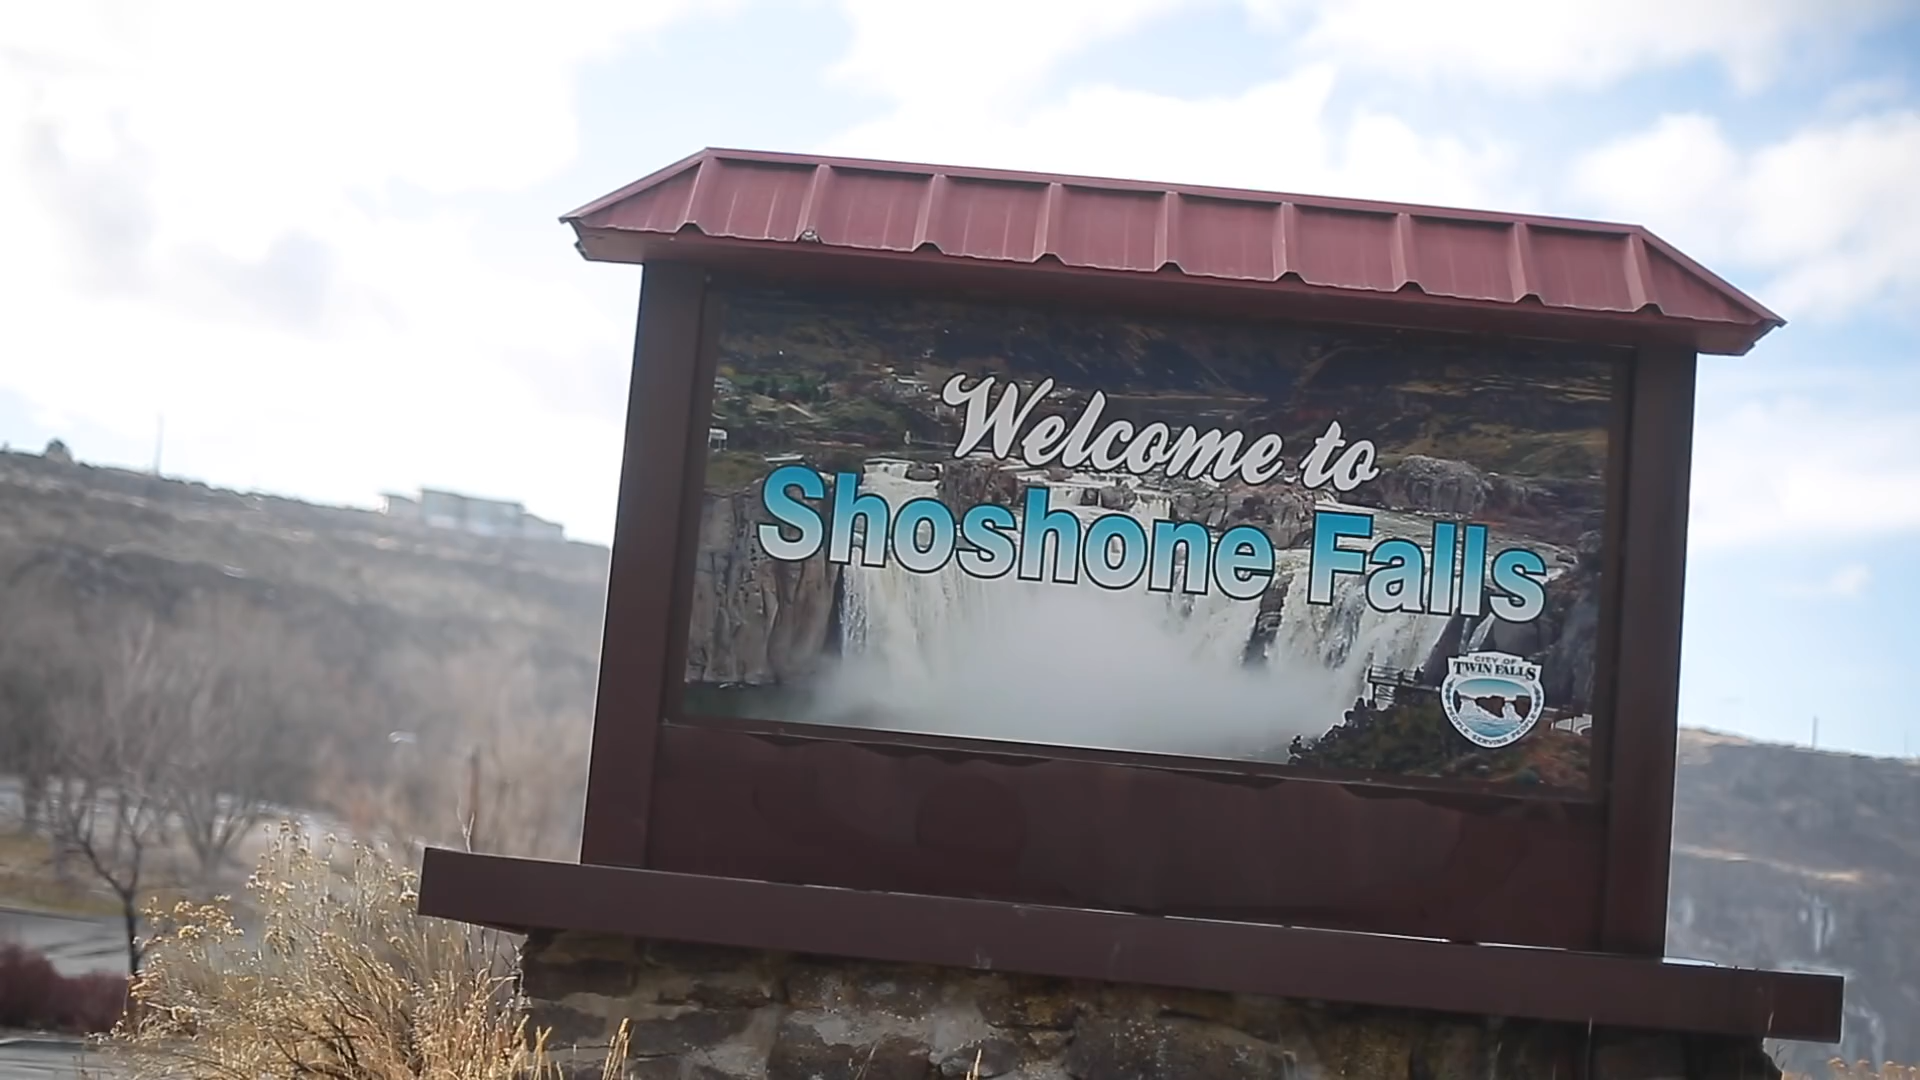 Welcome to
Shoshone Falls
CITY OF
TWIN FALLS
PEOPLE SERVING PEOPLE